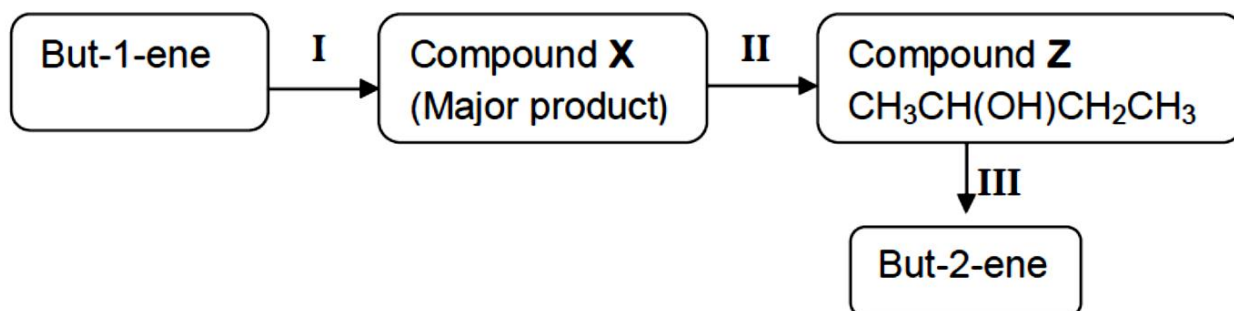 But-1-ene
I
Compound X
(Major product)
II
Compound Z
CH₃CH(OH)CH₂CH₃
III
But-2-ene